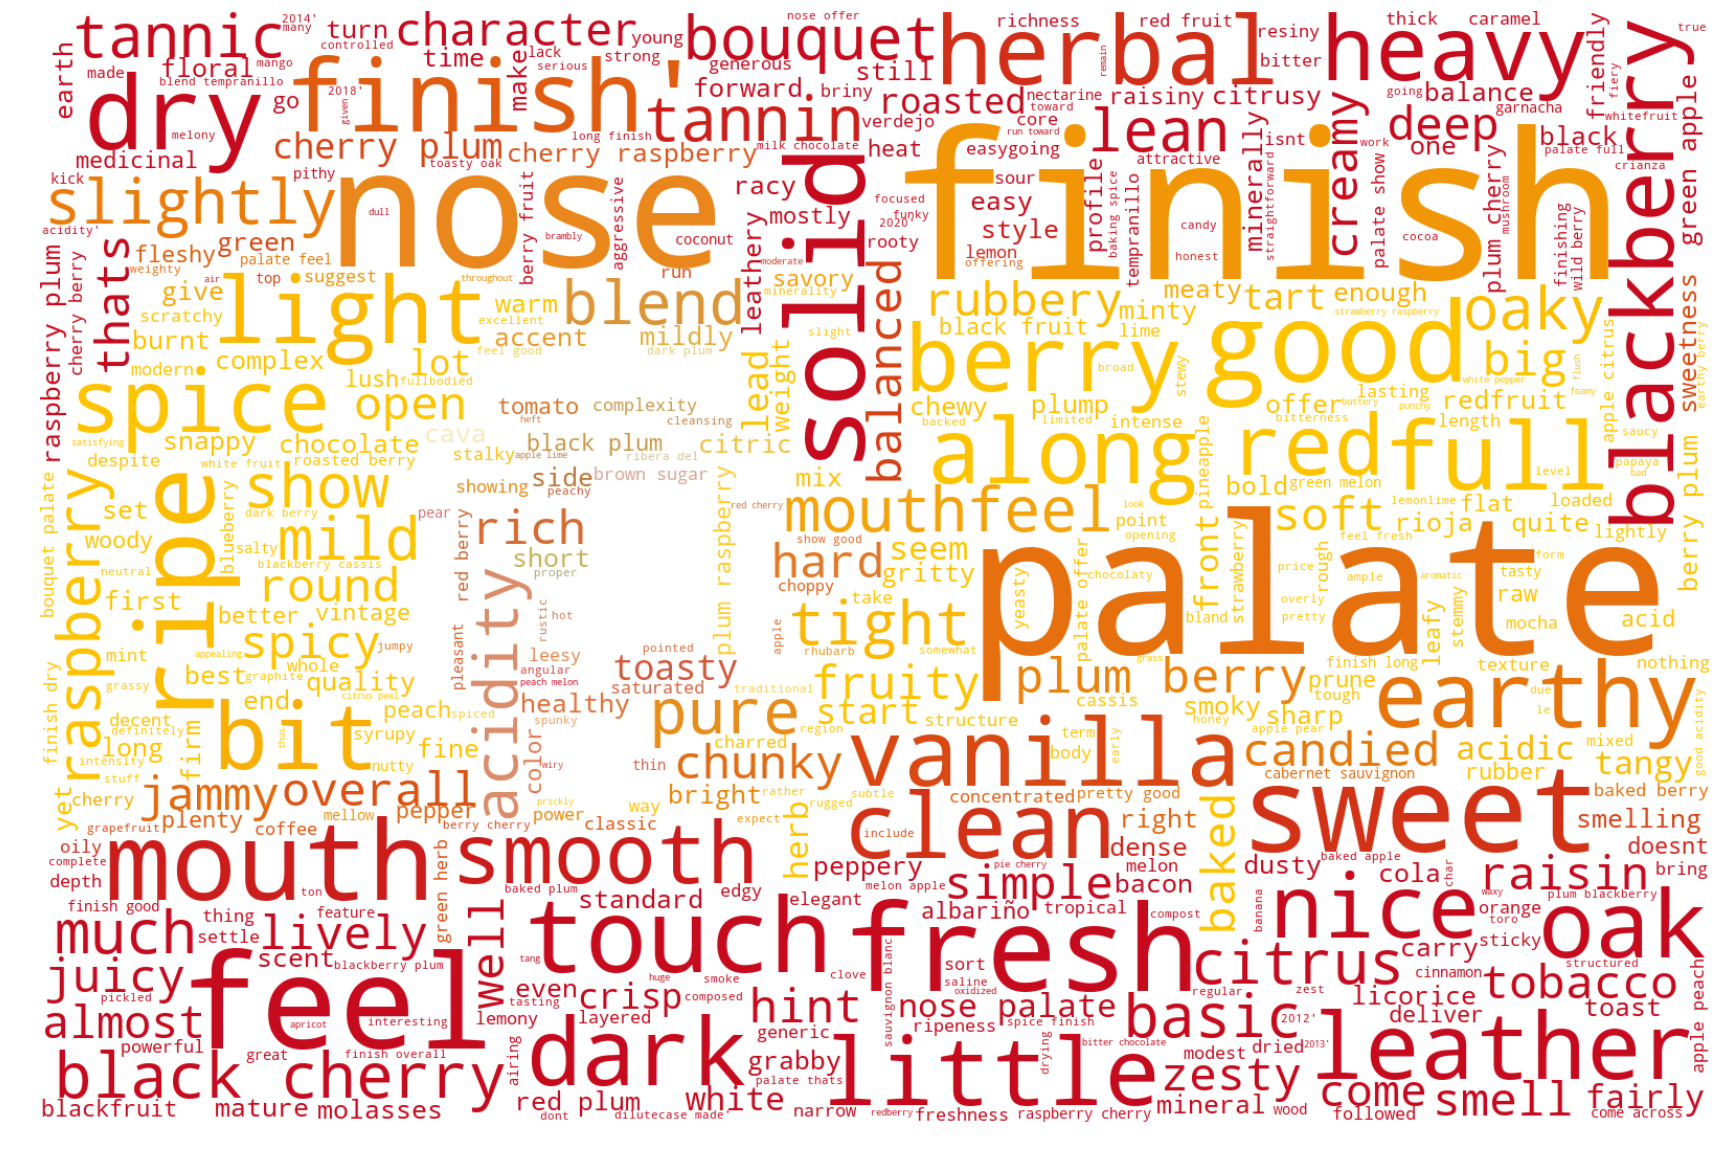 tannic
2014'
many
turn
controlled
character
young
bouquet
nose offer
herbal
richness
red fruit
resiny
heavy
thick
caramel
true
earth
made
floral
mango
blend tempranillo
go
finish'
2018'
given
time
make
lack
serious
strong
generous
forward
briny
still
remain
bitter
creamy
going
balance
garnacha
friendly
fiery
blackberry
green apple
dry
melony
medicinal
cherry plum
toasty oak
long finish
cherry raspberry
tannin
milk chocolate
roasted
verdejo
heat
nectarine
toward
core
run toward
easygoing
raisiny
citrusy
lean
attractive
minerally
isnt
straightforward
work
deep
one
black
palate full
whitefruit
crianza
kick
pithy
slightly
acidity'
nose
dull
brambly
berry fruit
aggressive
racy
mostly
coconut
leathery
solid
focused
funky
2020'
rooty
finish
sour
easy
style
lemon
offering
profile
baking spice
tempranillo
candy
honest
cocoa
palate show
plum cherry
mushroom
finishing
wild berry
raspberry plum
cherry berry
thats
fleshy
weighty
green
palate feel
air
top
suggest
throughout
run
moderate
savory
minerality
balanced
give
scratchy
burnt
modern
light
warm
excellent
accent
feel good
blend
mildly
dark plum
slight
rubbery
black fruit
minty
lime
meaty
tart
enough
strawberry raspberry
oaky
complex
lot
lush
fullbodied
lead
weight
berry
broad
stewy
good
white pepper
big
flush
apple citrus
sweetness
earthy berry
spice
open
tomato
heft
complexity
cleansing
chewy
backed
plump
limited
intense
offer
bitterness
lasting
buttery
punchy
redfruit
length
foamy
saucy
satisfying
snappy
chocolate
cava
stalky
black plum
apple lime
ribera del
citric
along
pineapple
red
full
level
papaya
bad
despite
white fruit
roasted berry
side
peachy
brown sugar
mix
red cherry
look
bold
green melon
lemonlime
flat
loaded
berry plum
bouquet palate
raspberry
set
woody
ripe
blueberry
show
dark berry
salty
mild
showing
pear
rich
plum raspberry
mouthfeel
show good
point
opening
front
soft
feel fresh
rioja
quite
lightly
neutral
blackberry cassis
red berry
short
proper
hard
choppy
seem
gritty
yeasty
chocolaty
palate
strawberry
price
rough
ample
aromatic
form
tasty
first
round
better
vintage
acidity
rustic
hot
take
tight
palate offer
bland
overly
pretty
leafy
stemmy
raw
mocha
acid
mint
appealing
spicy
jumpy
pleasant
leesy
pointed
apple
rhubarb
somewhat
grass
grassy
best
whole
graphite
quality
citrus peel
angular
peach melon
toasty
saturated
traditional
fruity
cassis
plum berry
finish long
prune
tough
texture
due
le
nothing
earthy
finish dry
decent
definitely
long
intensity
stuff
firm
bit
thus
end
peach
spiced
syrupy
fine
nutty
healthy
spunky
pure
region
start
structure
term
body
early
smoky
honey
sharp
apple pear
candied
acidic
mixed
tangy
good acidity
yet
cherry
jammy
overall
color
wiry
thin
charred
chunky
vanilla
cabernet sauvignon
rubber
baked berry
grapefruit
plenty
coffee
mellow
pepper
berry cherry
prickly
power
way
classic
bright
rather
rugged
expect
subtle
herb
clean
include
concentrated
pretty good
right
dense
baked
sweet
smelling
doesnt
oily
complete
depth
mouth
ton
smooth
baked plum
peppery
melon apple
pie cherry
simple
melon
bacon
dusty
baked apple
cola
char
raisin
bring
finish good
thing
feature
green herb
standard
edgy
elegant
albariño
tropical
compost
banana
nice
waxy
orange
toro
plum blackberry
much
settle
lively
well
touch
tang
fresh
sticky
oak
juicy
pickled
scent
blackberry plum
huge
smoke
clove
sauvignon blanc
sort
saline
oxidized
citrus
carry
cinnamon
structured
tobacco
almost
feel
apricot
interesting
lemony
even
tasting
crisp
layered
composed
hint
nose palate
regular
zest
licorice
deliver
toast
apple peach
powerful
great
finish overall
airing
dark
generic
grabby
palate thats
ripeness
spice finish
drying
bitter chocolate
basic
2012'
modest
dried
2013'
leather
black cherry
blackfruit
mature
molasses
red plum
dont
dilutecase made'
white
narrow
little
redberry
freshness
raspberry cherry
zesty
mineral
wood
come
followed
smell
fairly
come across